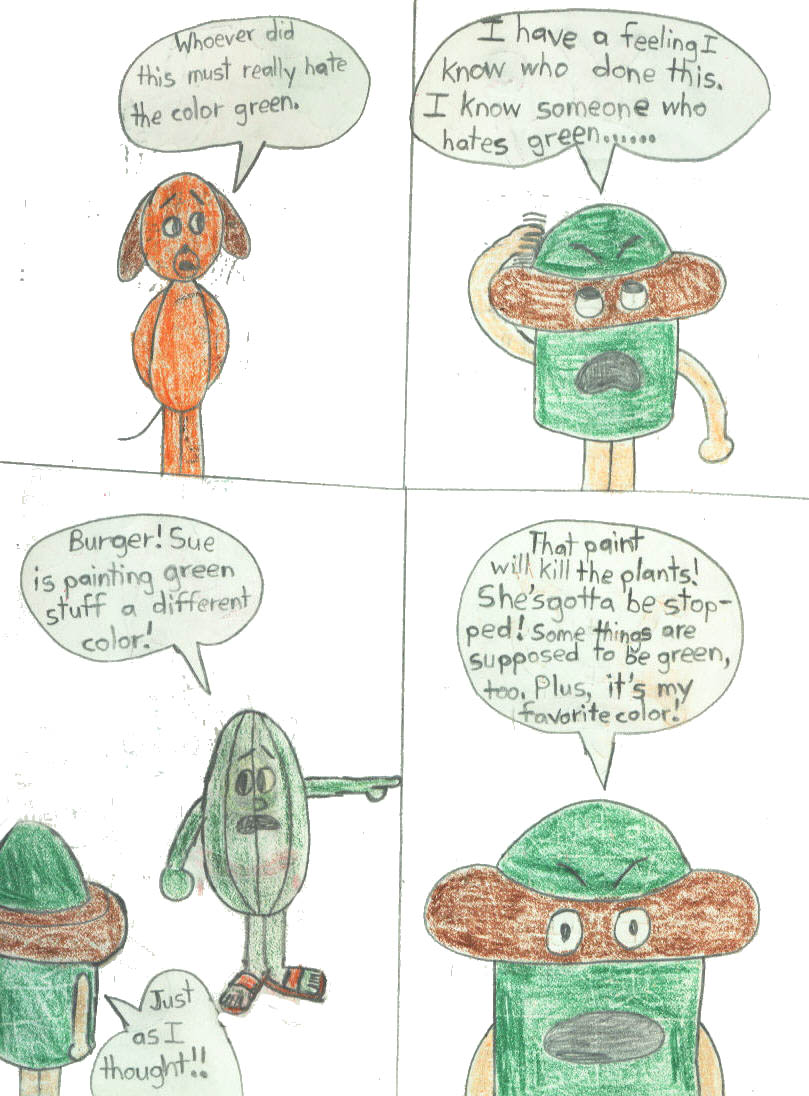 Whoever did
this must really hate
the color green.
I have a feeling I
know who done this.
I know someone who
hates green......
Burger! Sue
is painting green
stuff a different
color!
Just
as I
thought!!
That paint
will kill the plants!
She's gotta be stop-
ped! Some things are
supposed to be green,
too. Plus, it's my
favorite color!